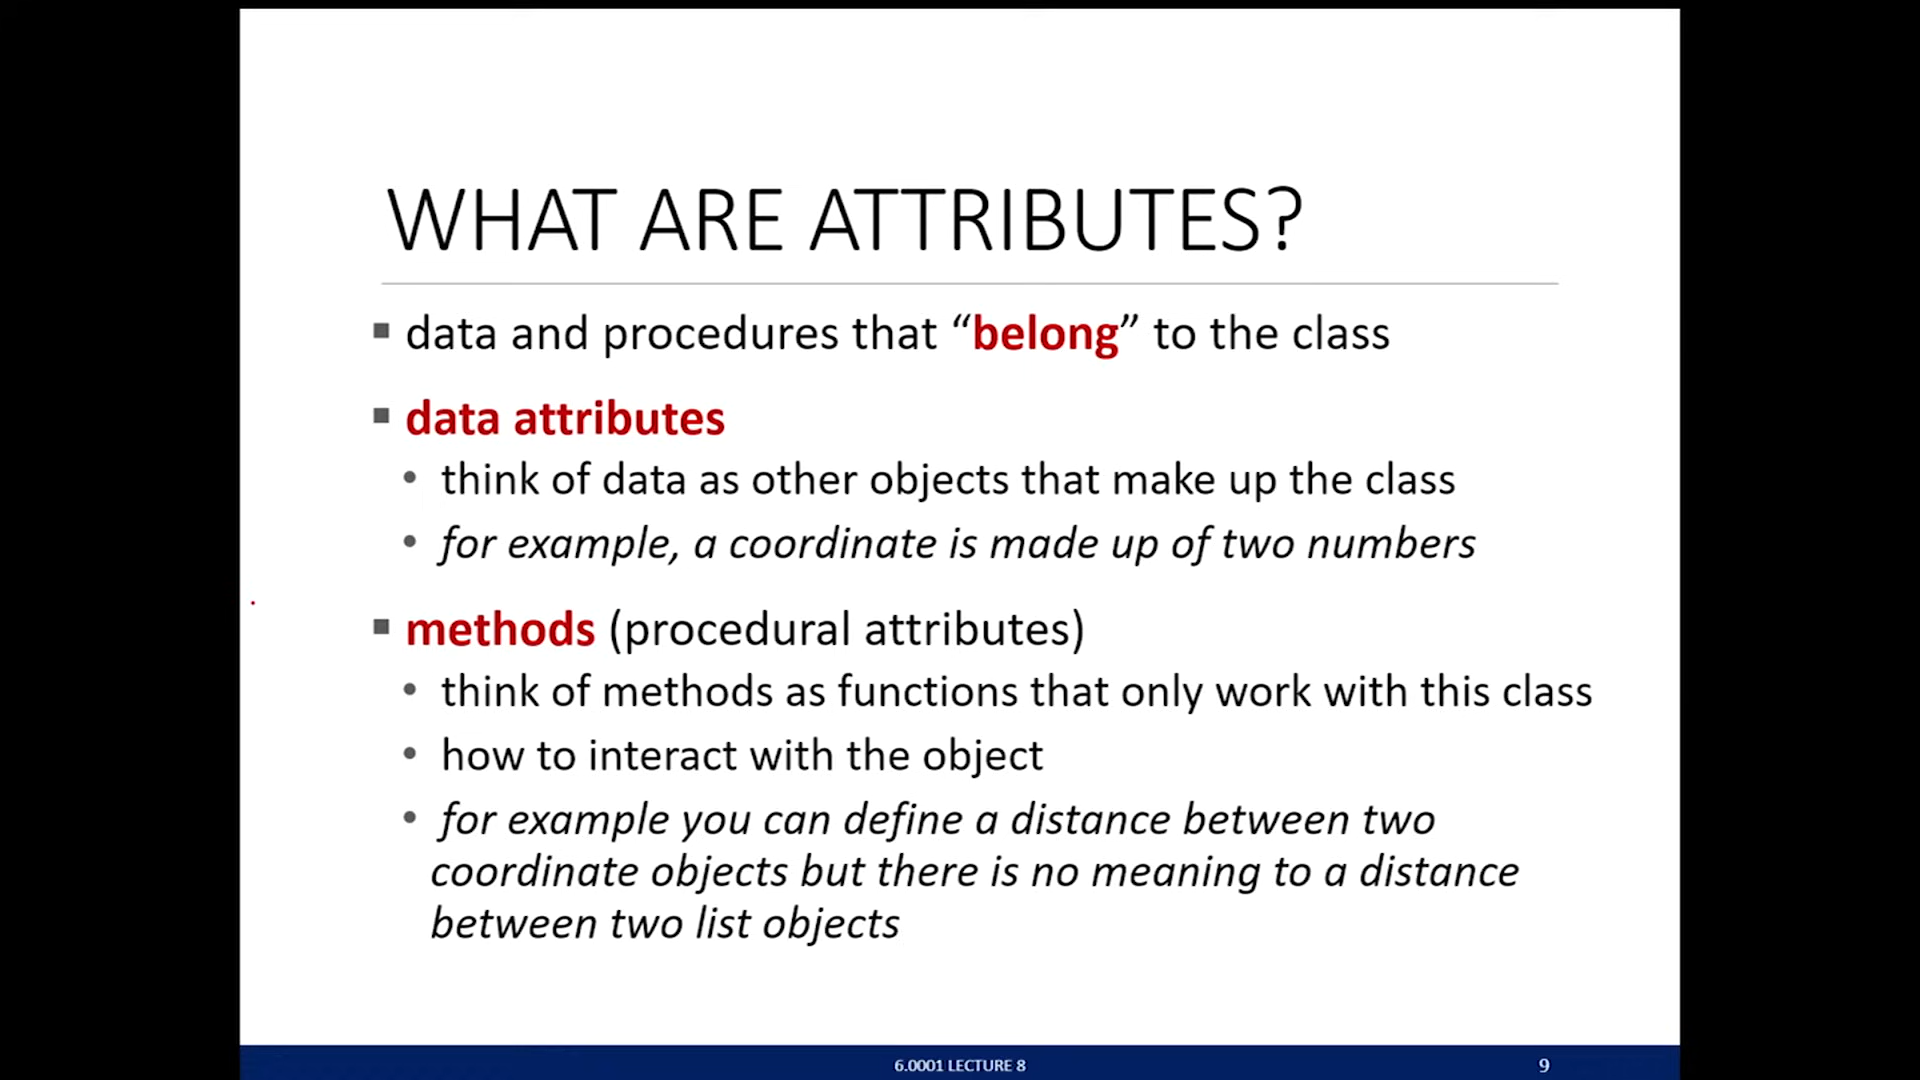 WHAT ARE ATTRIBUTES?
data and procedures that “belong” to the class
data attributes
think of data as other objects that make up the class
for example, a coordinate is made up of two numbers
methods (procedural attributes)
think of methods as functions that only work with this class
how to interact with the object
for example you can define a distance between two
coordinate objects but there is no meaning to a distance
between two list objects
6.0001 LECTURE 8
9